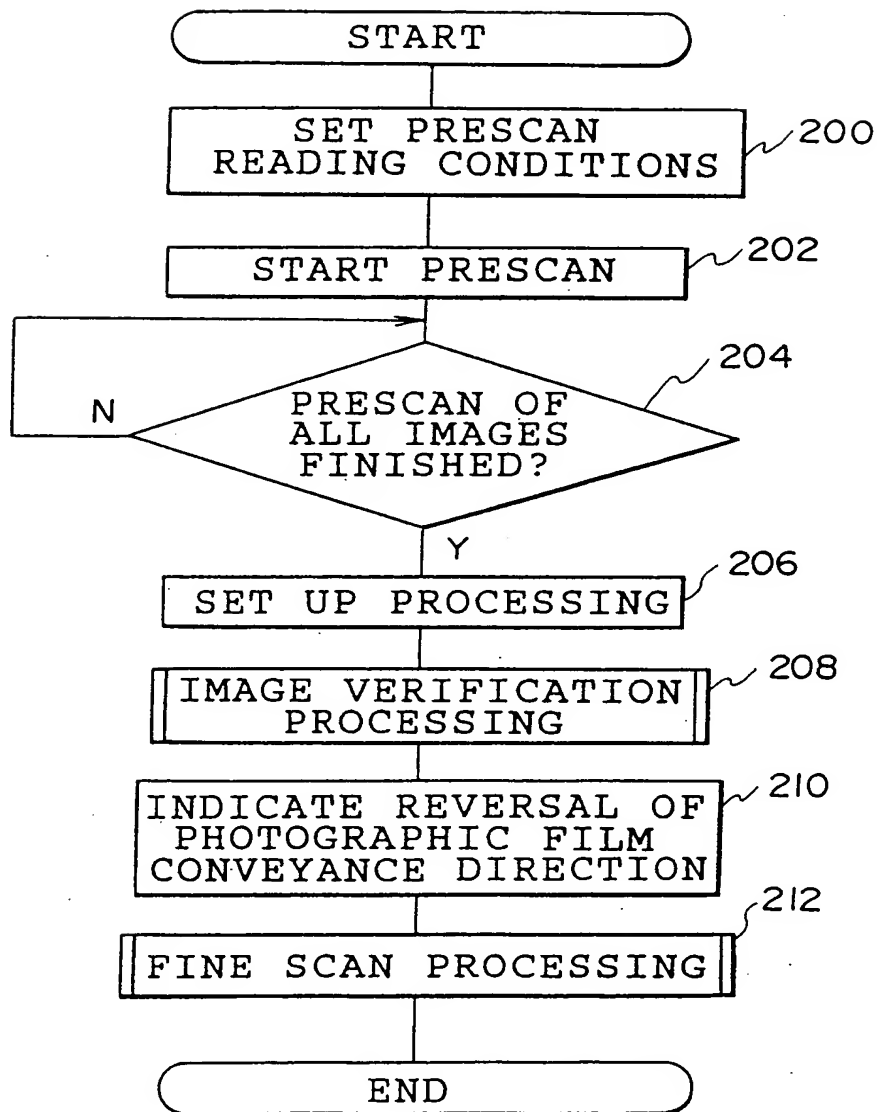 START
SET PRESCAN
READING CONDITIONS
200
START PRESCAN
202
204
PRESCAN OF
ALL IMAGES
FINISHED?
N
Y
206
SET UP PROCESSING
208
IMAGE VERIFICATION
PROCESSING
210
INDICATE REVERSAL OF
PHOTOGRAPHIC FILM
CONVEYANCE DIRECTION
212
FINE SCAN PROCESSING
END